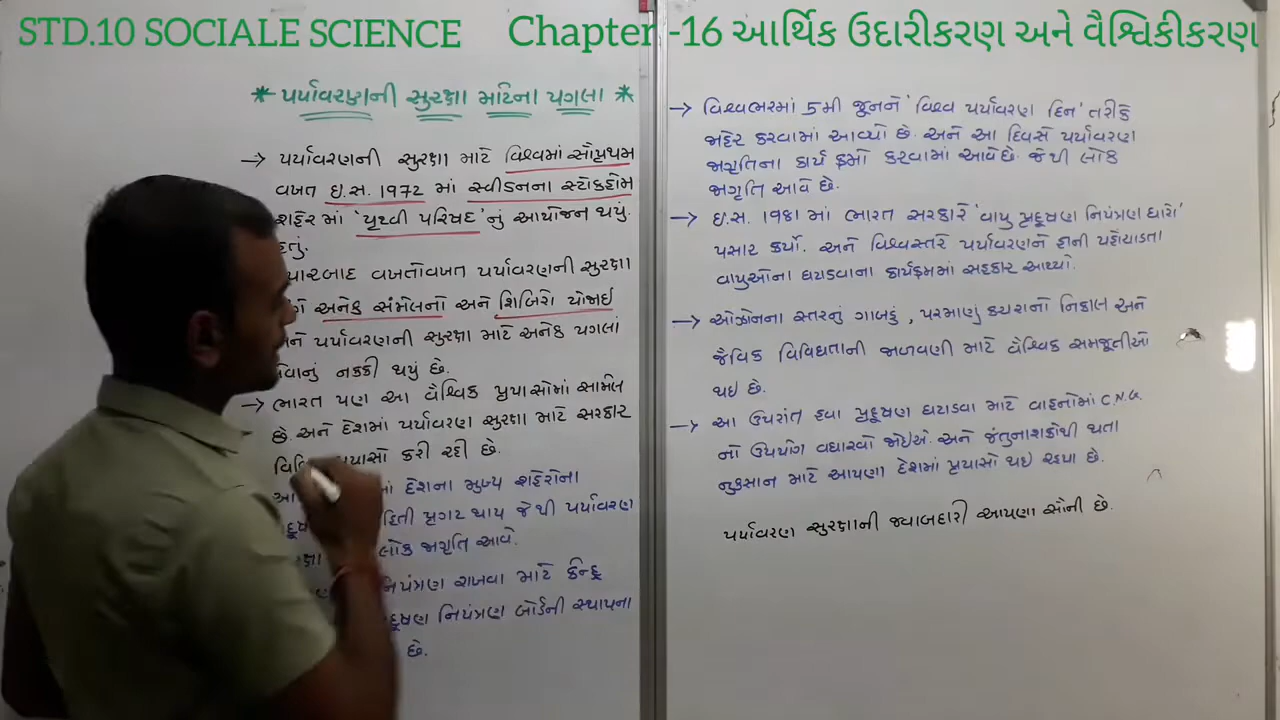 STD.10 SOCIALE SCIENCE Chapter -16 આર્થિક ઉદારીકરણ અને વૈશ્વિકીકરણ
* પર્યાવરણની સુરક્ષા માટેના પગલા *
→ પર્યાવરણની સુરક્ષા માટે વિશ્વમાં સૌપ્રથમ
વખત ઇ.સ. ૧૯૭૨ માં સ્વીડનના સ્ટોકહોમ
શહેર માં 'પૃથ્વી પરિષદ' નું આયોજન થયું
હતું.
ત્યારબાદ વખતોવખત પર્યાવરણની સુરક્ષા
અનેક સંમેલનો અને શિબિરો યોજાઇ
અને પર્યાવરણની સુરક્ષા માટે અનેક પગલાં
નક્કી થયું છે.
→ ભારત પણ આ વૈશ્વિક પ્રયાસોમાં સામેલ
છે. અને દેશમાં પર્યાવરણ સુરક્ષા માટે સરકાર
પ્રયાસો કરી રહી છે.
દેશના મુખ્ય શહેરોના
પ્રગટ થાય જેથી પર્યાવરણ
લોક જાગૃતિ આવે.
નિયંત્રણ રાખવા માટે કેન્દ્ર
નિયંત્રણ બોર્ડની સ્થાપના
છે.
→ વિશ્વભરમાં ૫મી જૂનને 'વિશ્વ પર્યાવરણ દિન' તરીકે
જાહેર કરવામાં આવ્યો છે. અને આ દિવસે પર્યાવરણ
જાગૃતિના કાર્ય ક્રમો કરવામાં આવે છે. જેથી લોક
જાગૃતિ આવે છે.
→ ઇ.સ. ૧૯૮૧ માં ભારત સરકારે 'વાયુ પ્રદૂષણ નિયંત્રણ ધારો'
પસાર કર્યો. અને વિશ્વસ્તરે પર્યાવરણને હાની પહોચાડતા
વાયુઓના ઘટાડવાના કાર્યક્રમમાં સહકાર આપ્યો.
→ ઓઝોનના સ્તરનું ગાબડું , પરમાણું કચરાનો નિકાલ અને
જૈવિક વિવિધતાની જાળવણી માટે વૈશ્વિક સમજૂતીઓ
થઇ છે.
→ આ ઉપરાંત હવા પ્રદૂષણ ઘટાડવા માટે વાહનોમાં C.N.G.
નો ઉપયોગ વધારવો જોઇએ. અને જંતુનાશકોથી થતા
નુકસાન માટે આપણા દેશમાં પ્રયાસો થઇ રહ્યા છે.
પર્યાવરણ સુરક્ષાની જવાબદારી આપણા સૌની છે.